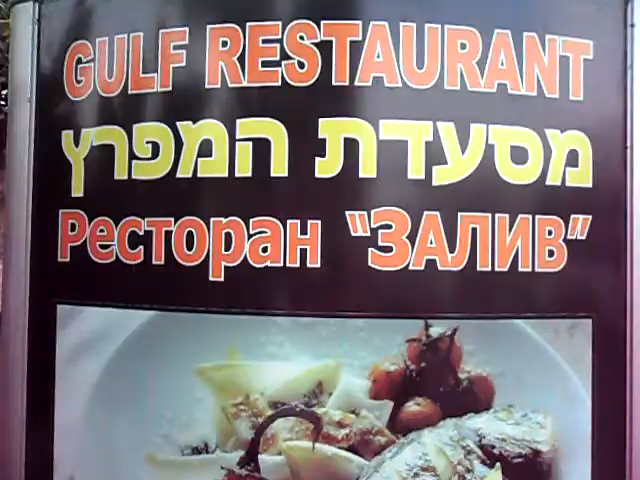 GULF RESTAURANT
מסעדת המפרץ
Ресторан "ЗАЛИВ"